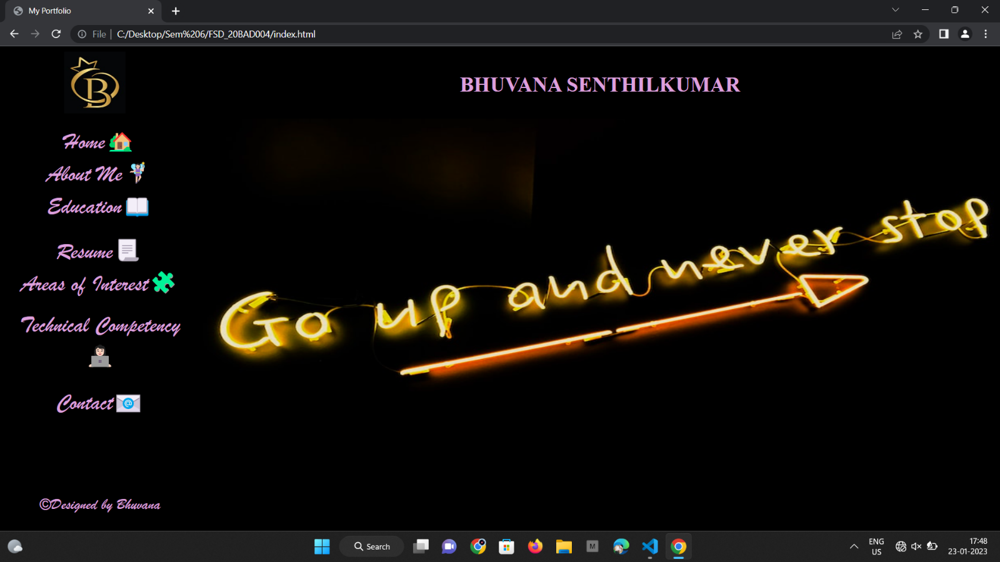 My Portfolio
File | C:/Desktop/Sem%206/FSD_20BAD004/index.html
B
BHUVANA SENTHILKUMAR
Home
About Me
Education
Resume
Areas of Interest
Technical Competency
Contact
©Designed by Bhuvana
Go up and never stop
Search
M
ENG
US
17:48
23-01-2023